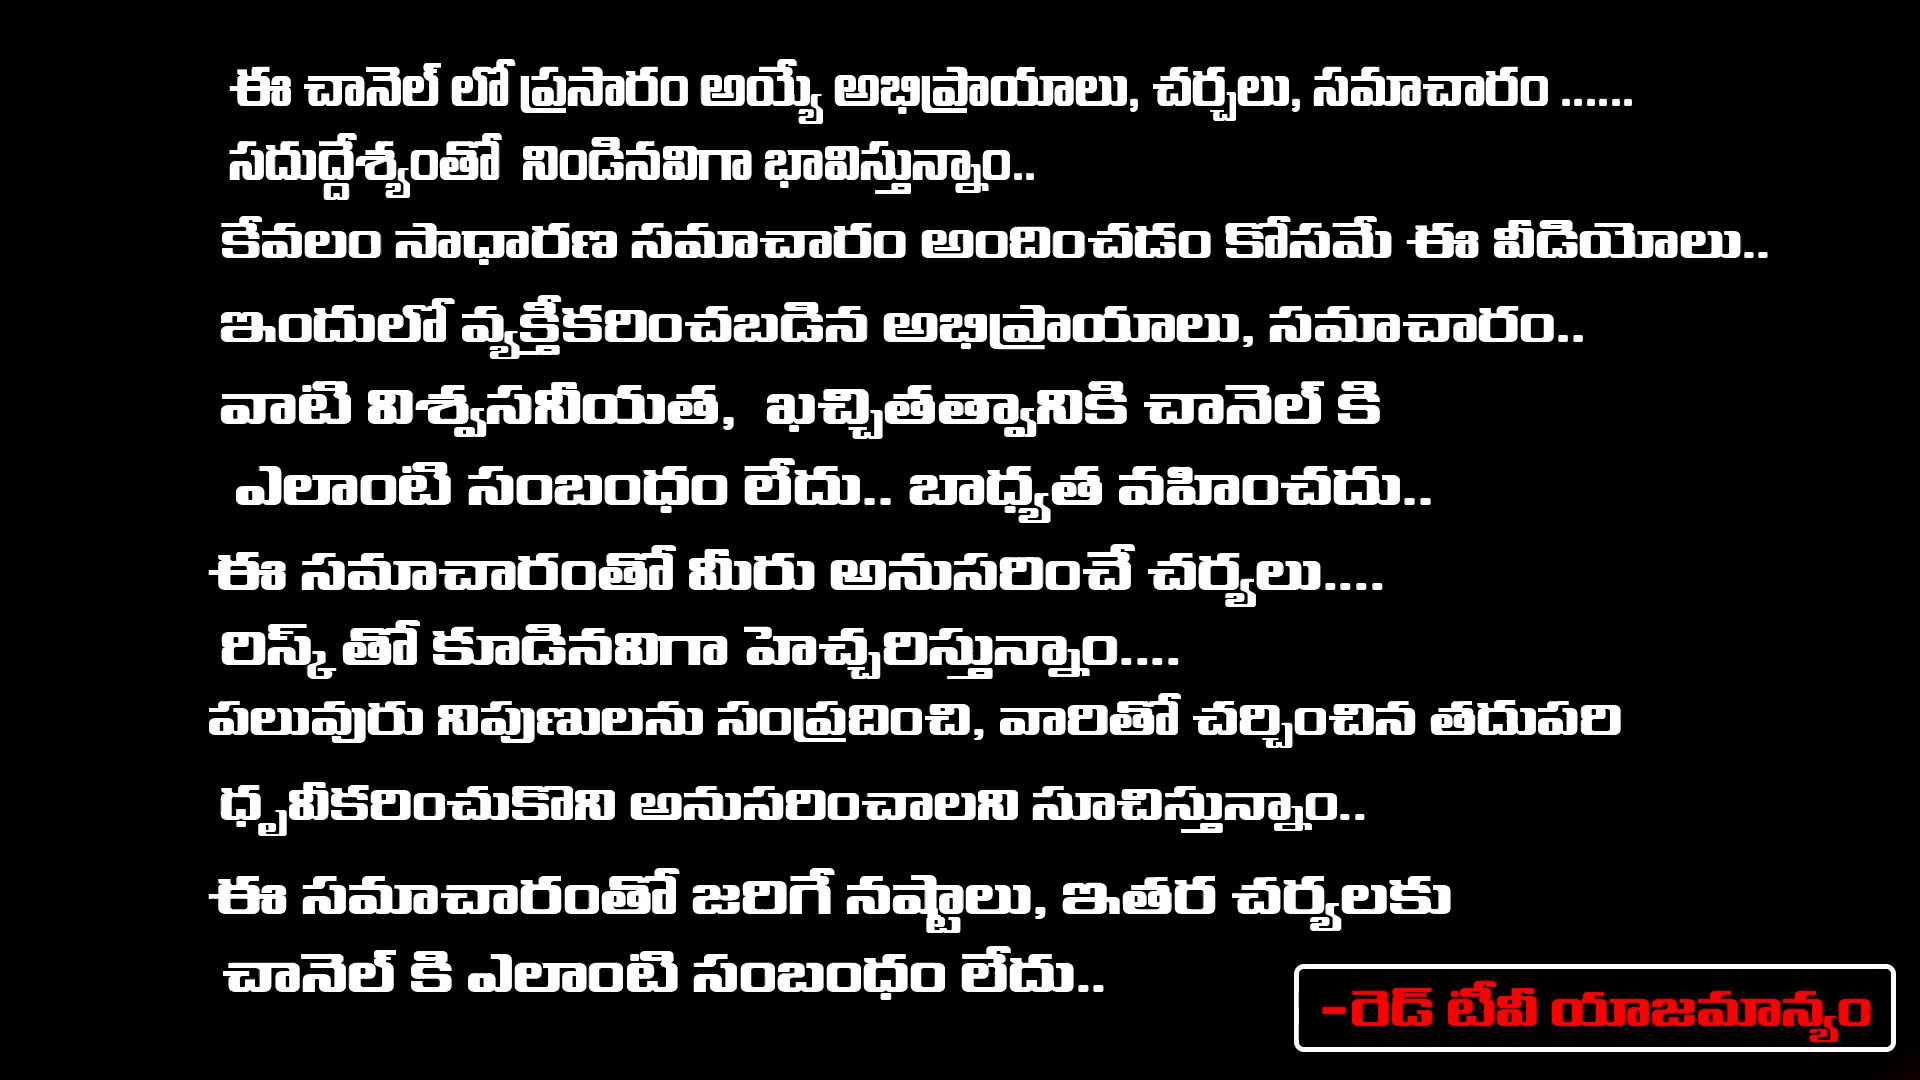 ఈ చానెల్ లో ప్రసారం అయ్యే అభిప్రాయాలు, చర్చలు, సమాచారం ......
సదుద్దేశ్యంతో నిండినవిగా భావిస్తున్నాం..
కేవలం సాధారణ సమాచారం అందించడం కోసమే ఈ వీడియోలు..
ఇందులో వ్యక్తీకరించబడిన అభిప్రాయాలు, సమాచారం..
వాటి విశ్వసనీయత, ఖచ్చితత్వానికి చానెల్ కి
ఎలాంటి సంబంధం లేదు.. బాధ్యత వహించదు..
ఈ సమాచారంతో మీరు అనుసరించే చర్యలు....
రిస్క్ తో కూడినవిగా హెచ్చరిస్తున్నాం....
పలువురు నిపుణులను సంప్రదించి, వారితో చర్చించిన తదుపరి
ధృవీకరించుకొని అనుసరించాలని సూచిస్తున్నాం..
ఈ సమాచారంతో జరిగే నష్టాలు, ఇతర చర్యలకు
చానెల్ కి ఎలాంటి సంబంధం లేదు..
-రెడ్ టీవీ యాజమాన్యం